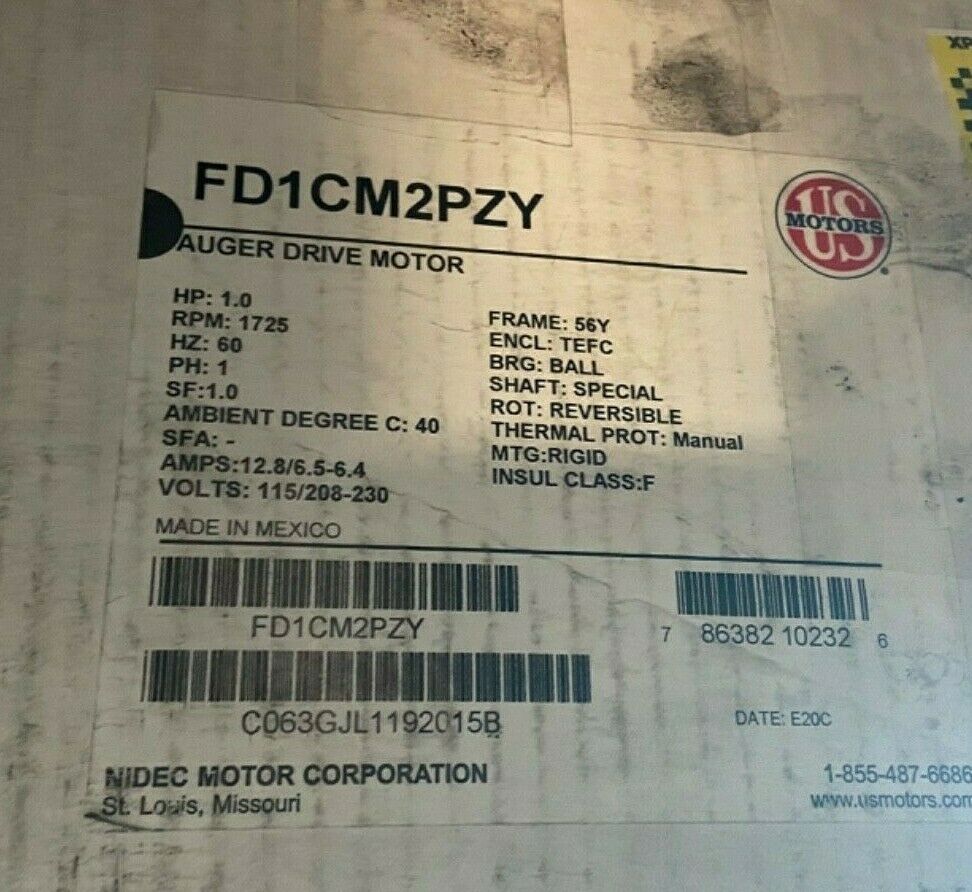 XP
FD1CM2PZY
US
MOTORS
AUGER DRIVE MOTOR
HP: 1.0
RPM: 1725
HZ: 60
PH: 1
SF:1.0
AMBIENT DEGREE C: 40
SFA: -
AMPS:12.8/6.5-6.4
VOLTS: 115/208-230
FRAME: 56Y
ENCL: TEFC
BRG: BALL
SHAFT: SPECIAL
ROT: REVERSIBLE
THERMAL PROT: Manual
MTG:RIGID
INSUL CLASS:F
MADE IN MEXICO
FD1CM2PZY
7 86382 10232 6
C063GJL1192015B
DATE: E20C
NIDEC MOTOR CORPORATION
St. Louis, Missouri
1-855-487-6686
www.usmotors.com